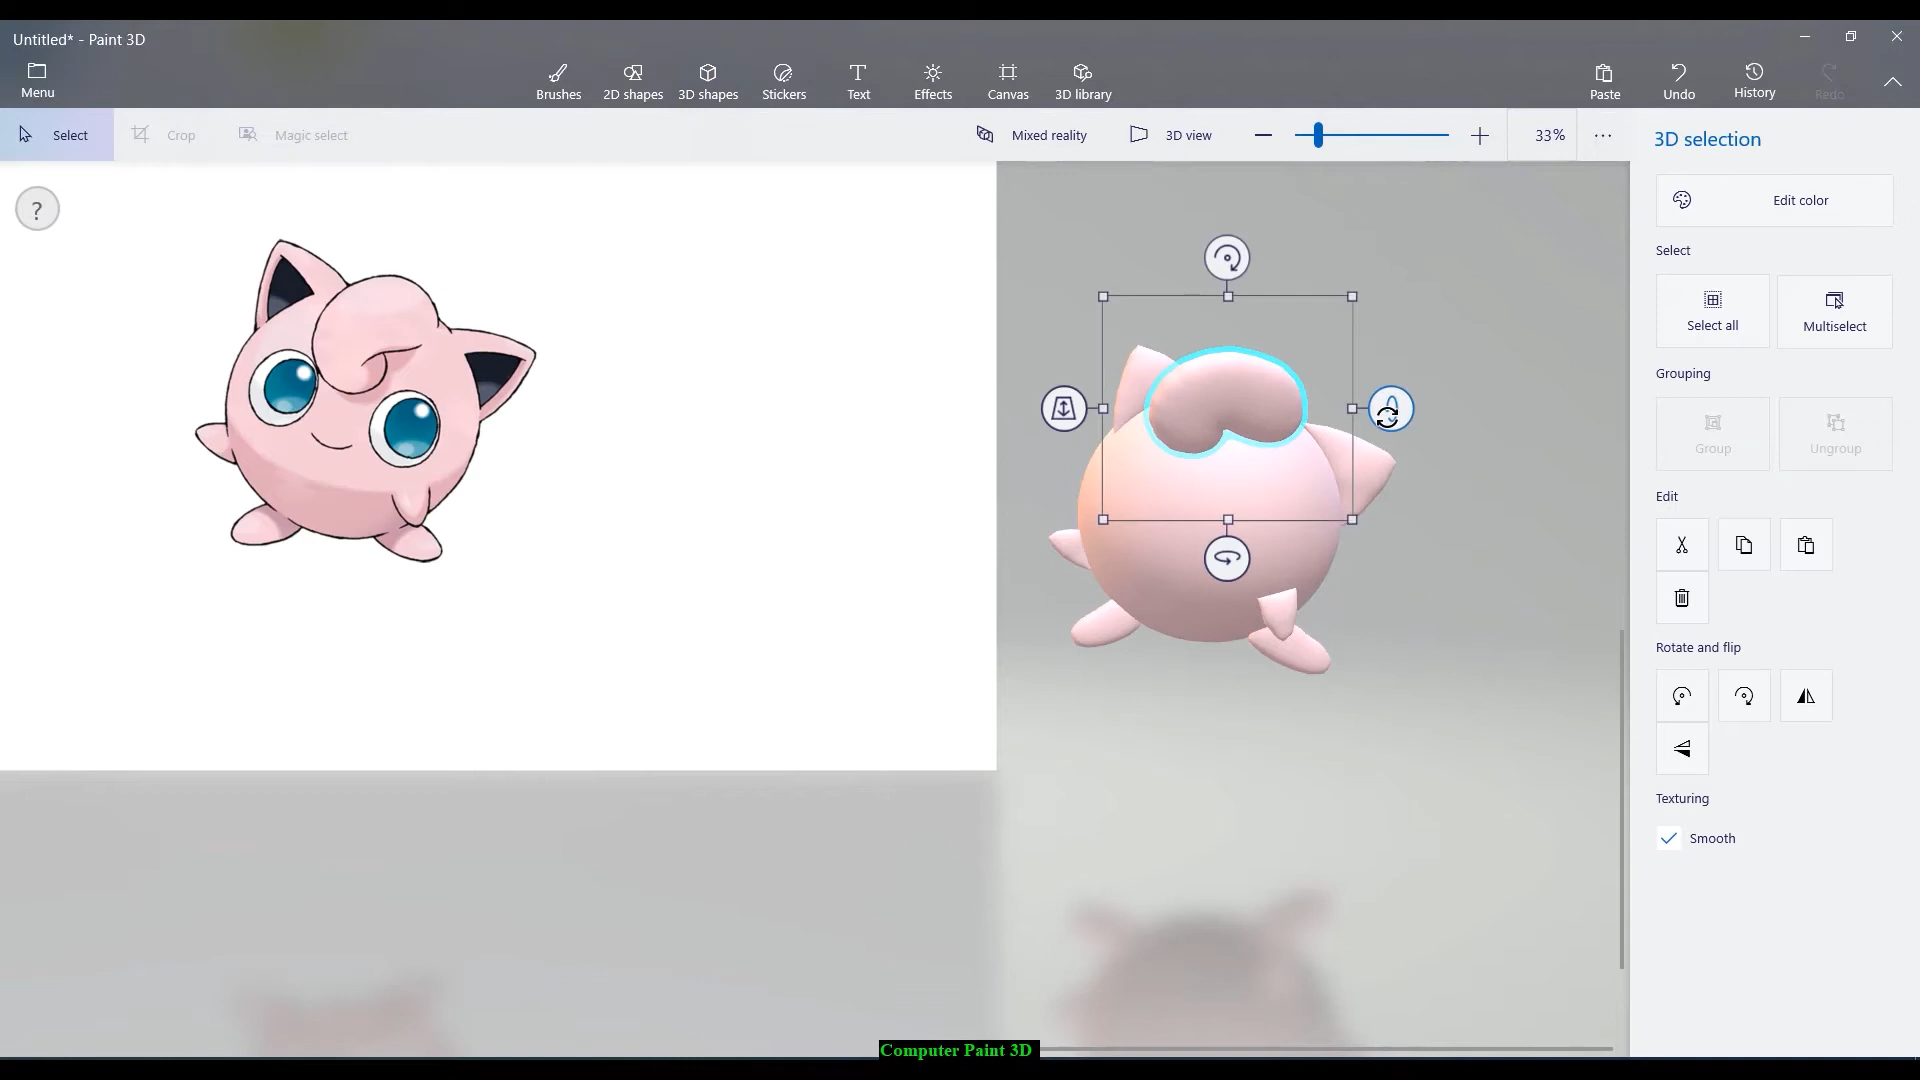 Untitled* - Paint 3D
Menu
Brushes
2D shapes
3D shapes
Stickers
Text
Effects
Canvas
3D library
Paste
Undo
History
Redo
Select
Crop
Magic select
Mixed reality
3D view
33%
3D selection
?
Edit color
Select
Select all
Multiselect
Grouping
Group
Ungroup
Edit
Rotate and flip
Texturing
Smooth
Computer Paint 3D